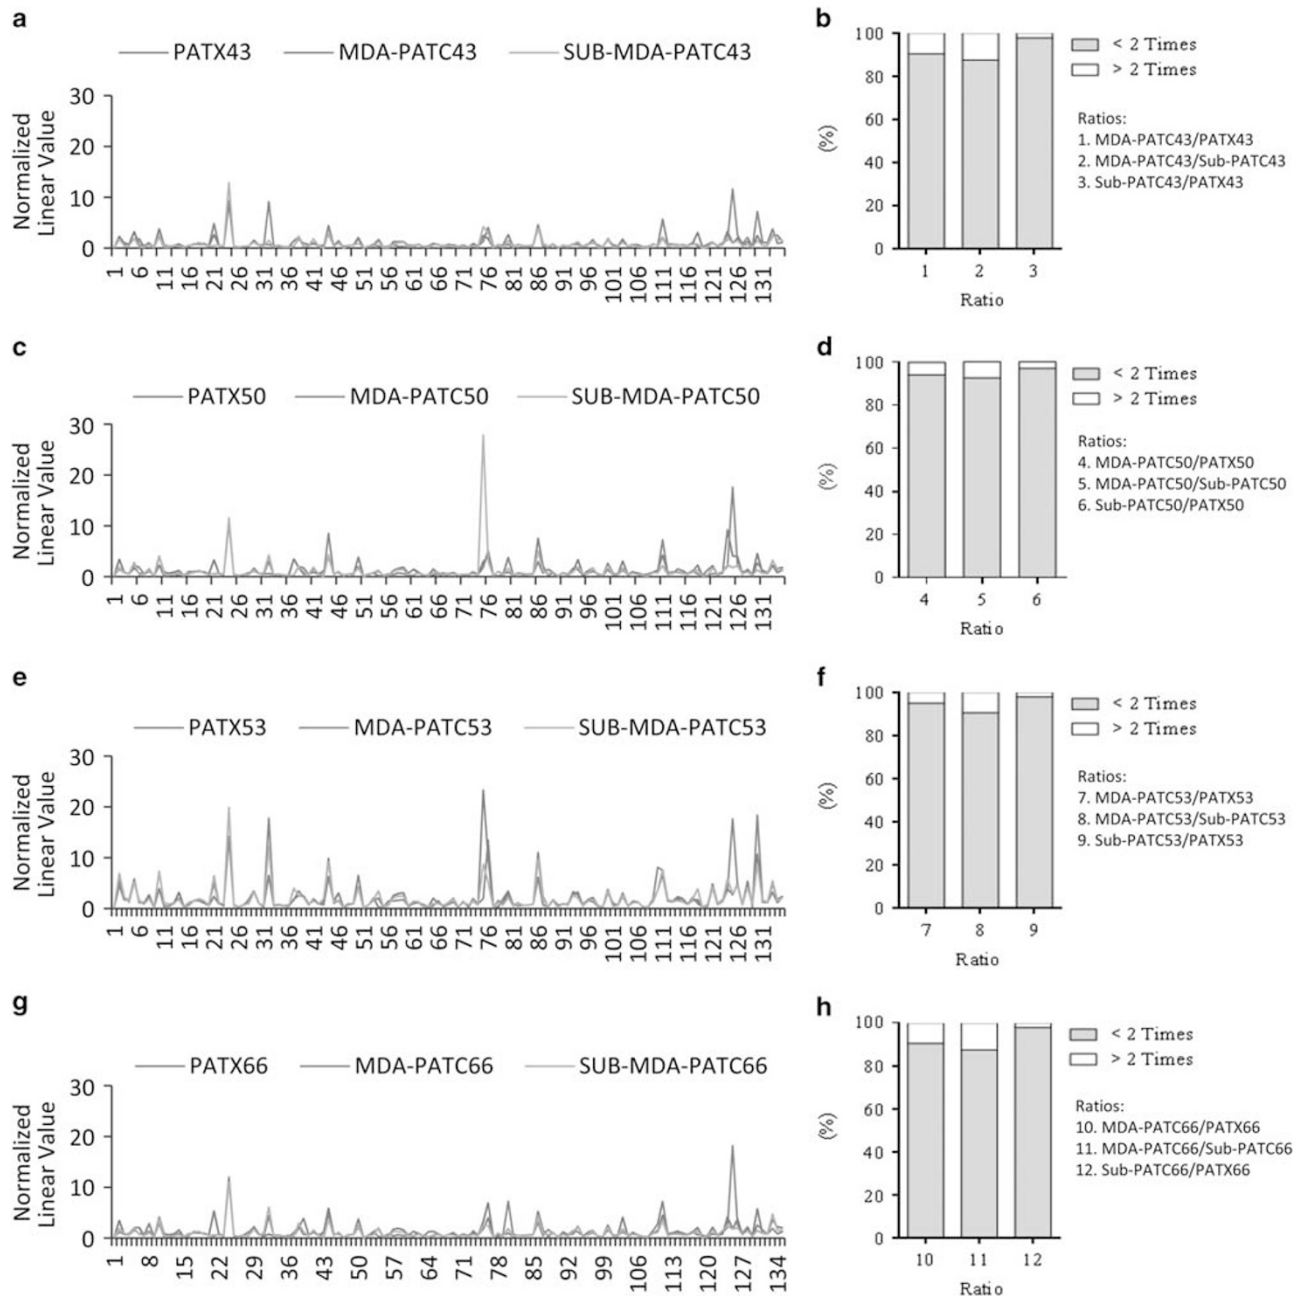 a
PATX43 MDA-PATC43 SUB-MDA-PATC43
Normalized
Linear Value
30
20
10
0
1 6 11 16 21 26 31 36 41 46 51 56 61 66 71 76 81 86 91 96 101 106 111 116 121 126 131
b
100
80
60
40
20
0
(%)
1 2 3
Ratio
< 2 Times
> 2 Times
Ratios:
1. MDA-PATC43/PATX43
2. MDA-PATC43/Sub-PATC43
3. Sub-PATC43/PATX43
c
PATX50 MDA-PATC50 SUB-MDA-PATC50
Normalized
Linear Value
30
20
10
0
1 6 11 16 21 26 31 36 41 46 51 56 61 66 71 76 81 86 91 96 101 106 111 116 121 126 131
d
100
80
60
40
20
0
(%)
4 5 6
Ratio
< 2 Times
> 2 Times
Ratios:
4. MDA-PATC50/PATX50
5. MDA-PATC50/Sub-PATC50
6. Sub-PATC50/PATX50
e
PATX53 MDA-PATC53 SUB-MDA-PATC53
Normalized
Linear Value
30
20
10
0
1 6 11 16 21 26 31 36 41 46 51 56 61 66 71 76 81 86 91 96 101 106 111 116 121 126 131
f
100
80
60
40
20
0
(%)
7 8 9
Ratio
< 2 Times
> 2 Times
Ratios:
7. MDA-PATC53/PATX53
8. MDA-PATC53/Sub-PATC53
9. Sub-PATC53/PATX53
g
PATX66 MDA-PATC66 SUB-MDA-PATC66
Normalized
Linear Value
30
20
10
0
1 8 15 22 29 36 43 50 57 64 71 78 85 92 99 106 113 120 127 134
h
100
80
60
40
20
0
(%)
10 11 12
Ratio
< 2 Times
> 2 Times
Ratios:
10. MDA-PATC66/PATX66
11. MDA-PATC66/Sub-PATC66
12. Sub-PATC66/PATX66